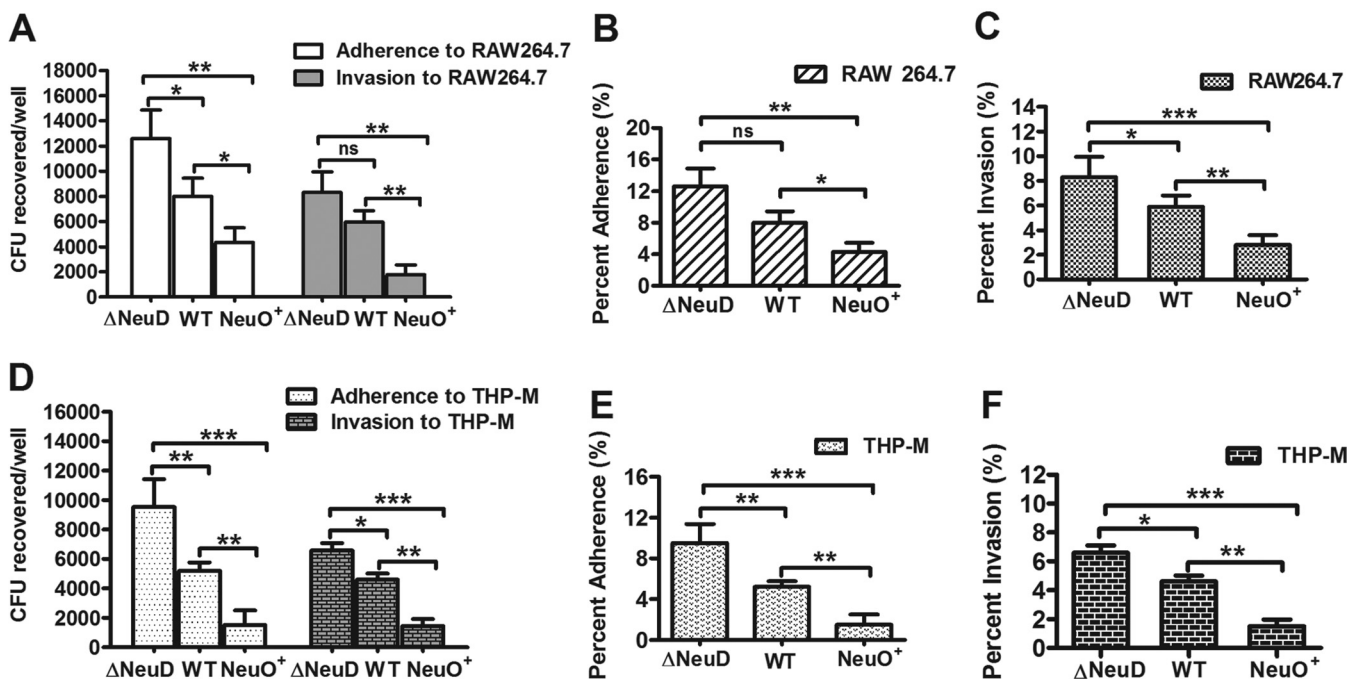 A
Adherence to RAW264.7
Invasion to RAW264.7
CFU recovered/well
18000
16000
14000
12000
10000
8000
6000
4000
2000
0
** * *
** ns **
ΔNeuD WT NeuO+ ΔNeuD WT NeuO+
B
RAW 264.7
Percent Adherence (%)
20
16
12
8
4
0
**
ns
*
ΔNeuD WT NeuO+
C
RAW264.7
Percent Invasion (%)
14
12
10
8
6
4
2
0
***
*
**
ΔNeuD WT NeuO+
D
Adherence to THP-M
Invasion to THP-M
CFU recovered/well
16000
14000
12000
10000
8000
6000
4000
2000
0
*** ** **
*** * **
ΔNeuD WT NeuO+ ΔNeuD WT NeuO+
E
THP-M
Percent Adherence (%)
16
12
8
4
0
***
**
**
ΔNeuD WT NeuO+
F
THP-M
Percent Invasion (%)
12
10
8
6
4
2
0
***
*
**
ΔNeuD WT NeuO+